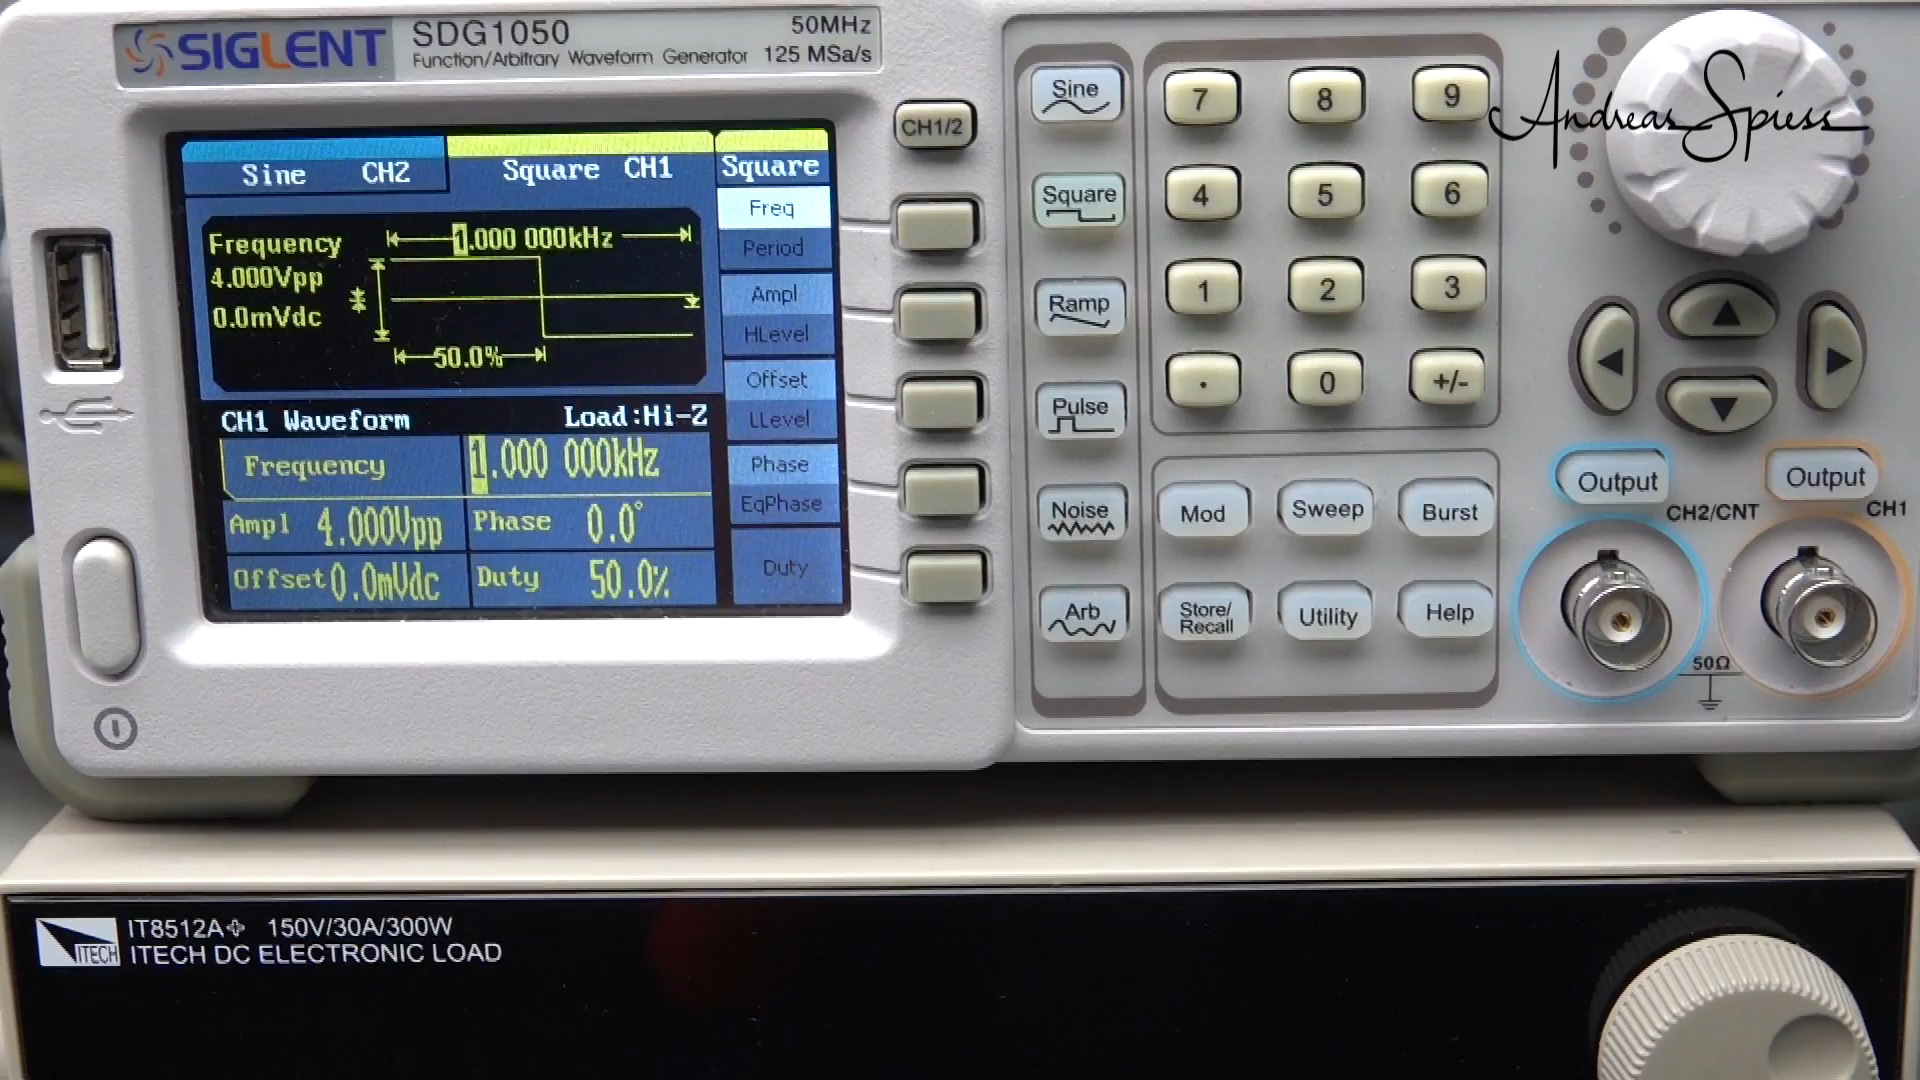 SIGLENT
SDG1050
50MHz
Function/Arbitrary Waveform Generator
125 MSa/s
Sine CH2
Square CH1
Square
Freq
Period
Ampl
HLevel
Offset
LLevel
Phase
EqPhase
Duty
Frequency
1.000 000kHz
4.000Vpp
0.0mVdc
50.0%
CH1 Waveform
Load:Hi-Z
Frequency 1.000 000kHz
Ampl 4.000Vpp
Phase 0.0°
Offset 0.0mVdc
Duty 50.0%
CH1/2
Sine
Square
Ramp
Pulse
Noise
Arb
7 8 9
4 5 6
1 2 3
. 0 +/-
Mod
Sweep
Burst
Store/
Recall
Utility
Help
Andreas Spiess
Output
Output
CH2/CNT
CH1
50Ω
ITECH
IT8512A+ 150V/30A/300W
ITECH DC ELECTRONIC LOAD